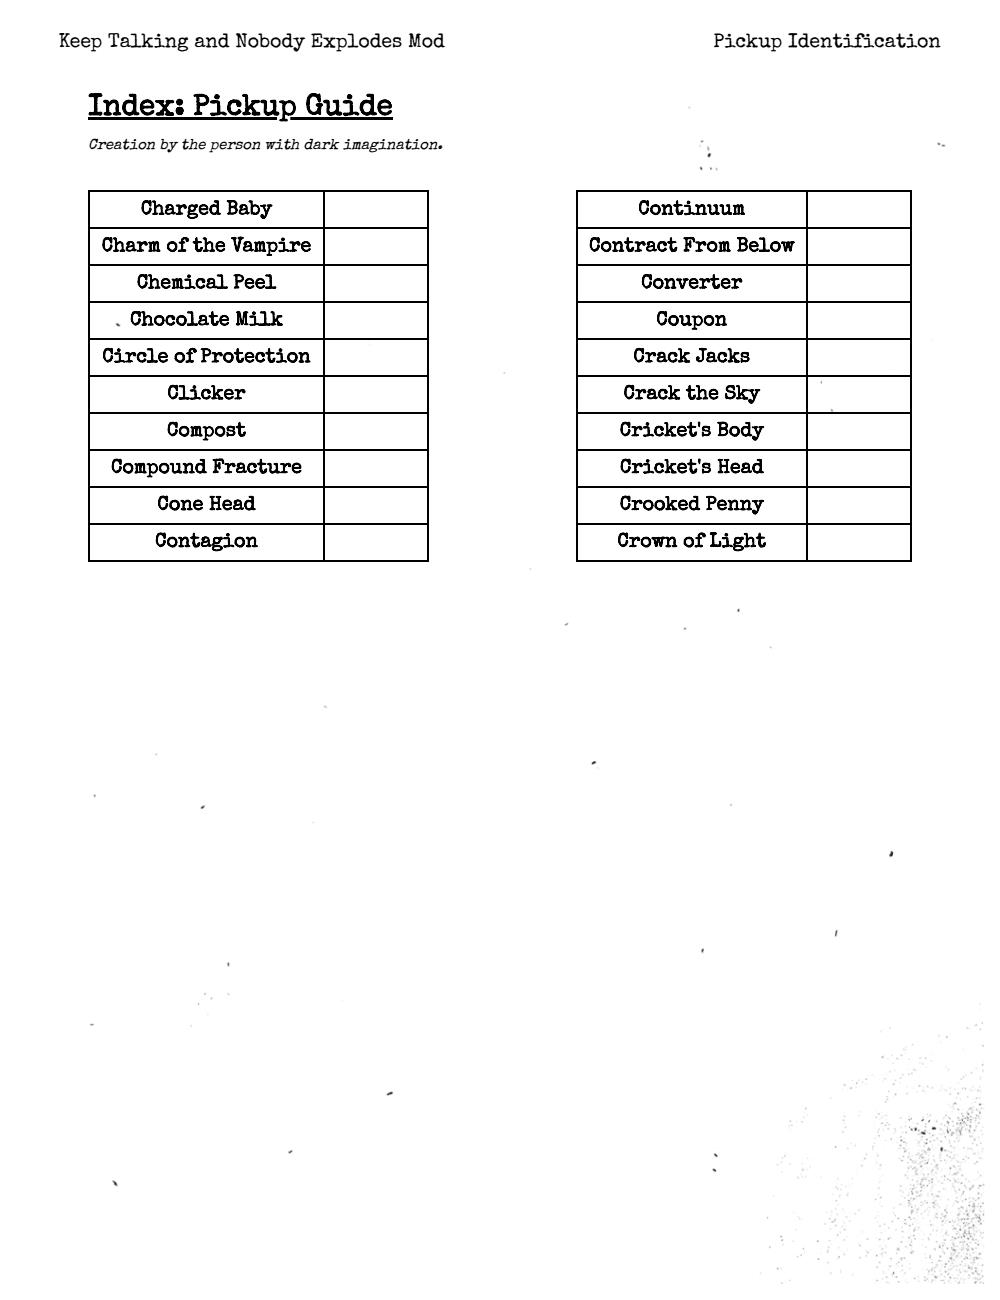 Keep Talking and Nobody Explodes Mod
Pickup Identification
Index: Pickup Guide
Creation by the person with dark imagination.
Charged Baby
Charm of the Vampire
Chemical Peel
Chocolate Milk
Circle of Protection
Clicker
Compost
Compound Fracture
Cone Head
Contagion
Continuum
Contract From Below
Converter
Coupon
Crack Jacks
Crack the Sky
Cricket's Body
Cricket's Head
Crooked Penny
Crown of Light